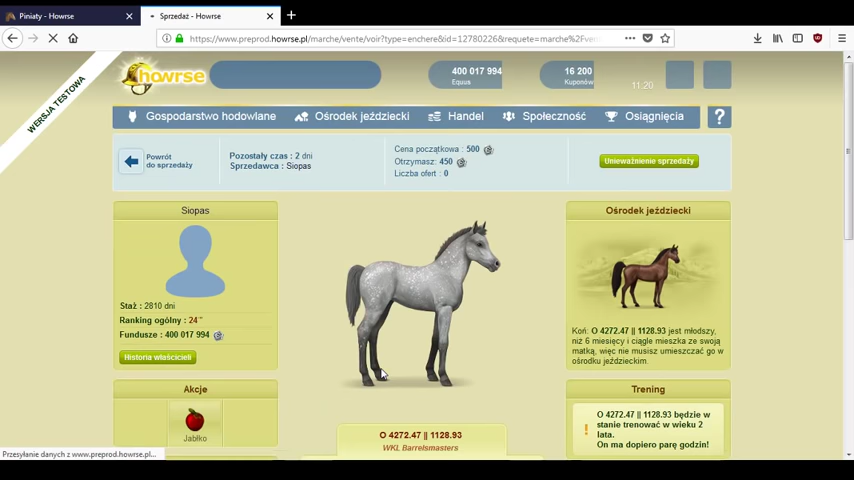 Piniaty - Howrse
Sprzedaż - Howrse
https://www.preprod.howrse.pl/marche/vente/voir?type=enchere&id=12780226&requete=marche%2Fven
WERSJA TESTOWA
howrse
400 017 994
Equus
16 200
Kuponów
11:20
Gospodarstwo hodowlane
Ośrodek jeździecki
Handel
Społeczność
Osiągnięcia
?
Powrót
do sprzedaży
Pozostały czas : 2 dni
Sprzedawca : Siopas
Cena początkowa : 500
Otrzymasz: 450
Liczba ofert : 0
Unieważnienie sprzedaży
Siopas
Staż : 2810 dni
Ranking ogólny : 24
Fundusze : 400 017 994
Historia właścicieli
Akcje
Jabłko
O 4272.47 || 1128.93
WKL Barrelsmasters
Ośrodek jeździecki
Koń: O 4272.47 || 1128.93 jest młodszy,
niż 6 miesięcy i ciągle mieszka ze swoją
matką, więc nie musisz umieszczać go w
ośrodku jeździeckim.
Trening
! O 4272.47 || 1128.93 będzie w
stanie trenować w wieku 2
lata.
On ma dopiero parę godzin!
Przesyłanie danych z www.preprod.howrse.pl...